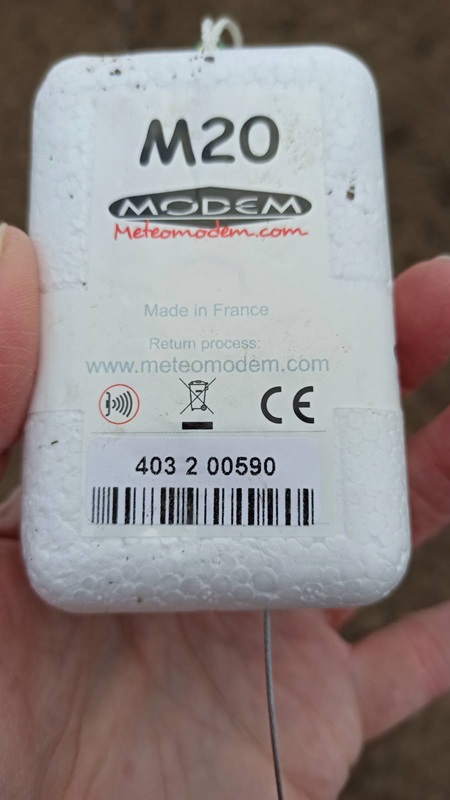 M20
MODEM
Meteomodem.com
Made in France
Return process:
www.meteomodem.com
CE
403 2 00590